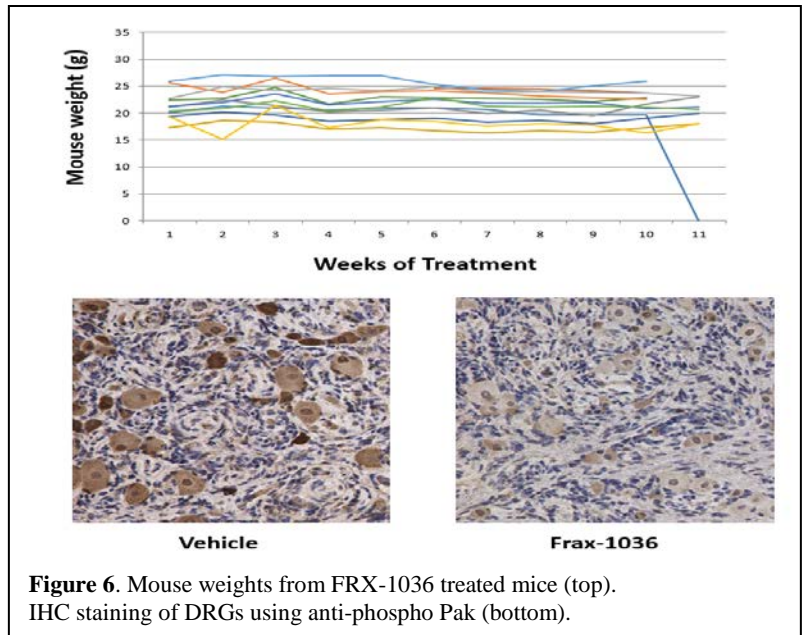 35
30
25
20
15
10
5
0
Mouse weight (g)
1 2 3 4 5 6 7 8 9 10 11
Weeks of Treatment
Vehicle Frax-1036
Figure 6. Mouse weights from FRX-1036 treated mice (top).
IHC staining of DRGs using anti-phospho Pak (bottom).